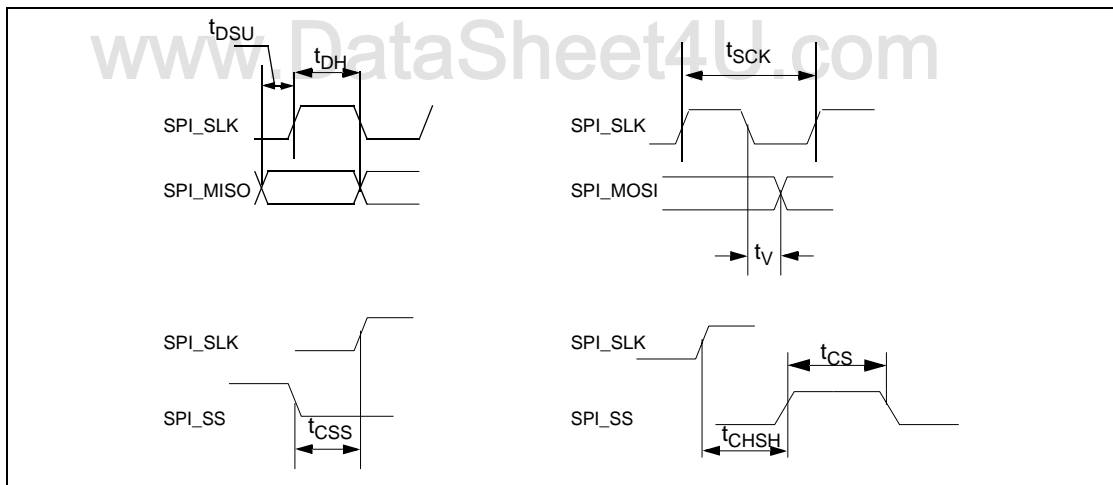 www.DataSheet4U.com
tDSU
tDH
SPI_SLK
SPI_MISO
tSCK
SPI_SLK
SPI_MOSI
tV
SPI_SLK
SPI_SS
tCSS
SPI_SLK
tCS
SPI_SS
tCHSH